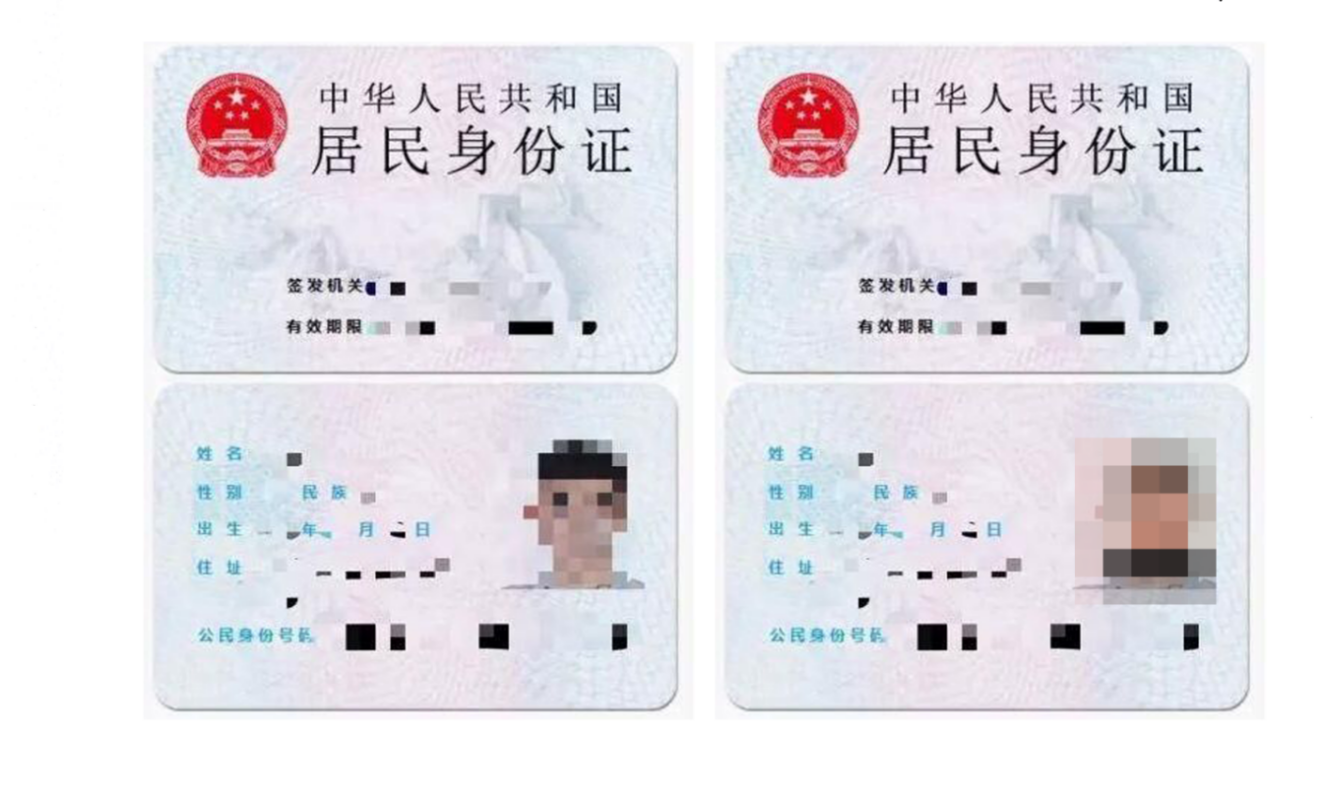 中华人民共和国
居民身份证
签发机关
有效期限
姓名
性别 民族
出生 年 月 日
住址
公民身份号码
中华人民共和国
居民身份证
签发机关
有效期限
姓名
性别 民族
出生 年 月 日
住址
公民身份号码